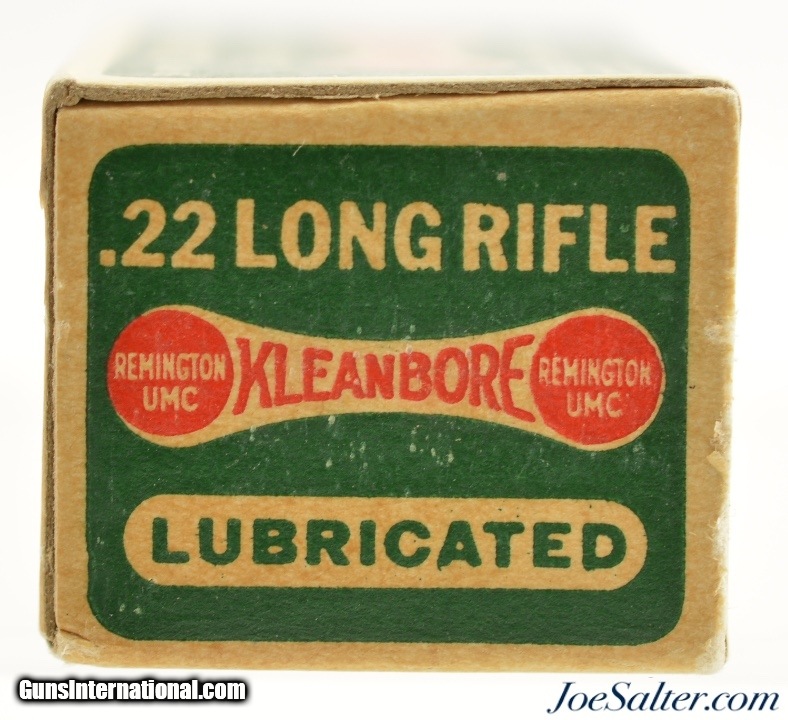 .22 LONG RIFLE
REMINGTON UMC
KLEANBORE
REMINGTON UMC
LUBRICATED
GunsInternational.com
JoeSalter.com